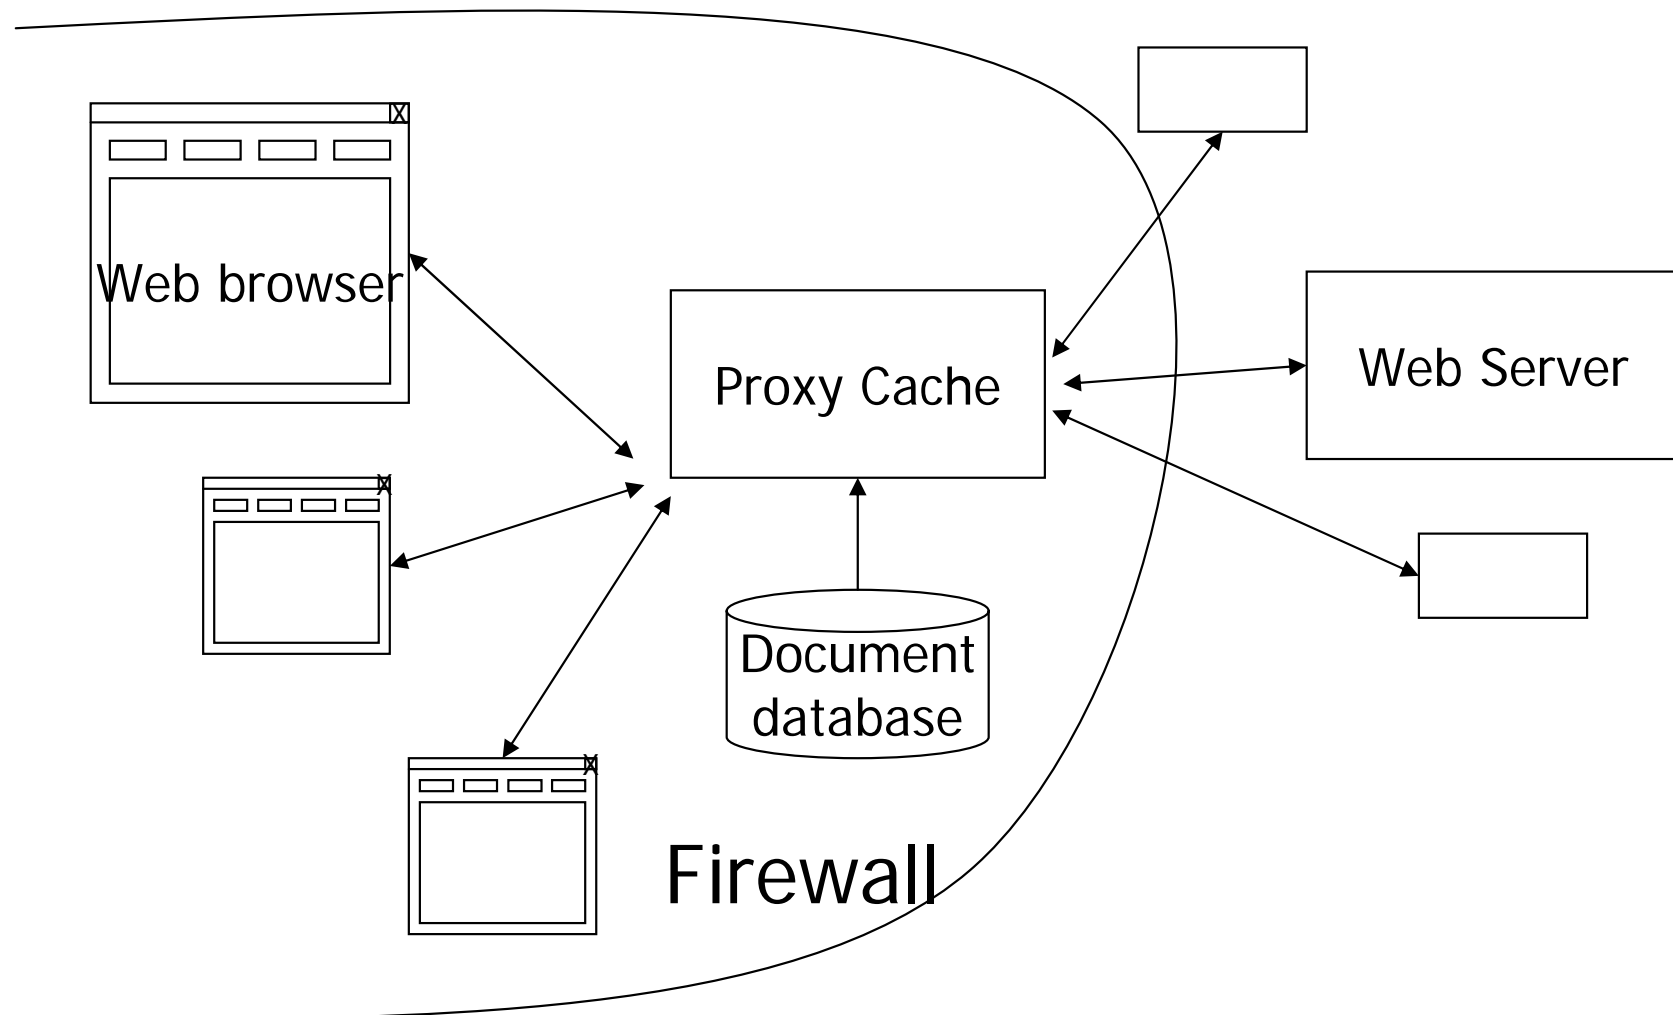 X
Web browser
Proxy Cache
Web Server
X
Document
database
X
Firewall